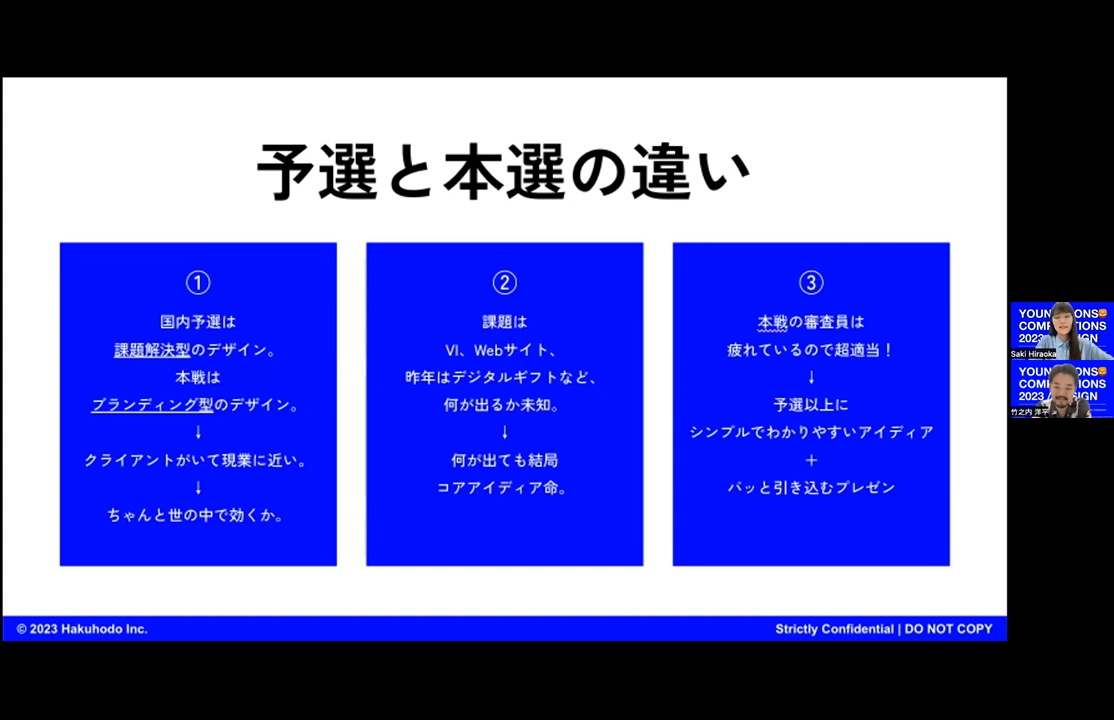 予選と本選の違い
①
国内予選は
課題解決型のデザイン。
本戦は
ブランディング型のデザイン。
↓
クライアントがいて現業に近い。
↓
ちゃんと世の中で効くか。
②
課題は
VI、Webサイト、
昨年はデジタルギフトなど、
何が出るか未知。
↓
何が出ても結局
コアアイディア命。
③
本戦の審査員は
疲れているので超適当！
↓
予選以上に
シンプルでわかりやすいアイディア
＋
パッと引き込むプレゼン
© 2023 Hakuhodo Inc.
Strictly Confidential | DO NOT COPY
Saki Hiraoka
竹之内 洋平